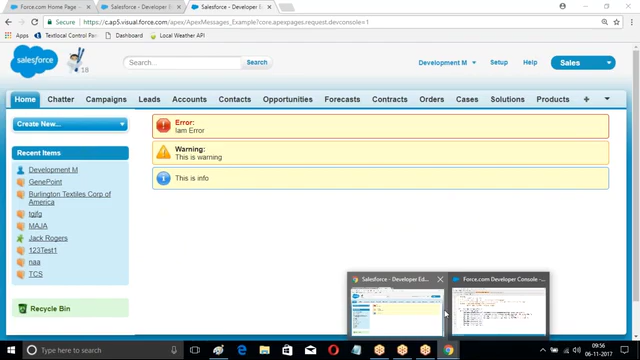 Force.com Home Page -
Salesforce - Developer E
Salesforce - Developer E
Secure
https://c.ap5.visual.force.com/apex/ApexMessages_Example?core.apexpages.request.devconsole=1
Apps
Textlocal Control Panel
Dashboard
Local Weather
salesforce
18
Search...
Search
Development M
Setup
Help
Sales
Home
Chatter
Campaigns
Leads
Accounts
Contacts
Opportunities
Forecasts
Contracts
Orders
Cases
Solutions
Products
+
Create New...
Error:
Iam Error
Warning:
This is warning
This is info
Recent Items
Development M
GenePoint
Burlington Textiles Corp of
America
MAJA
Jack Rogers
123Test1
naa
TCS
Recycle Bin
Salesforce - Developer Ed...
Force.com Developer Console -...
Type here to search
09:56
06-11-2017